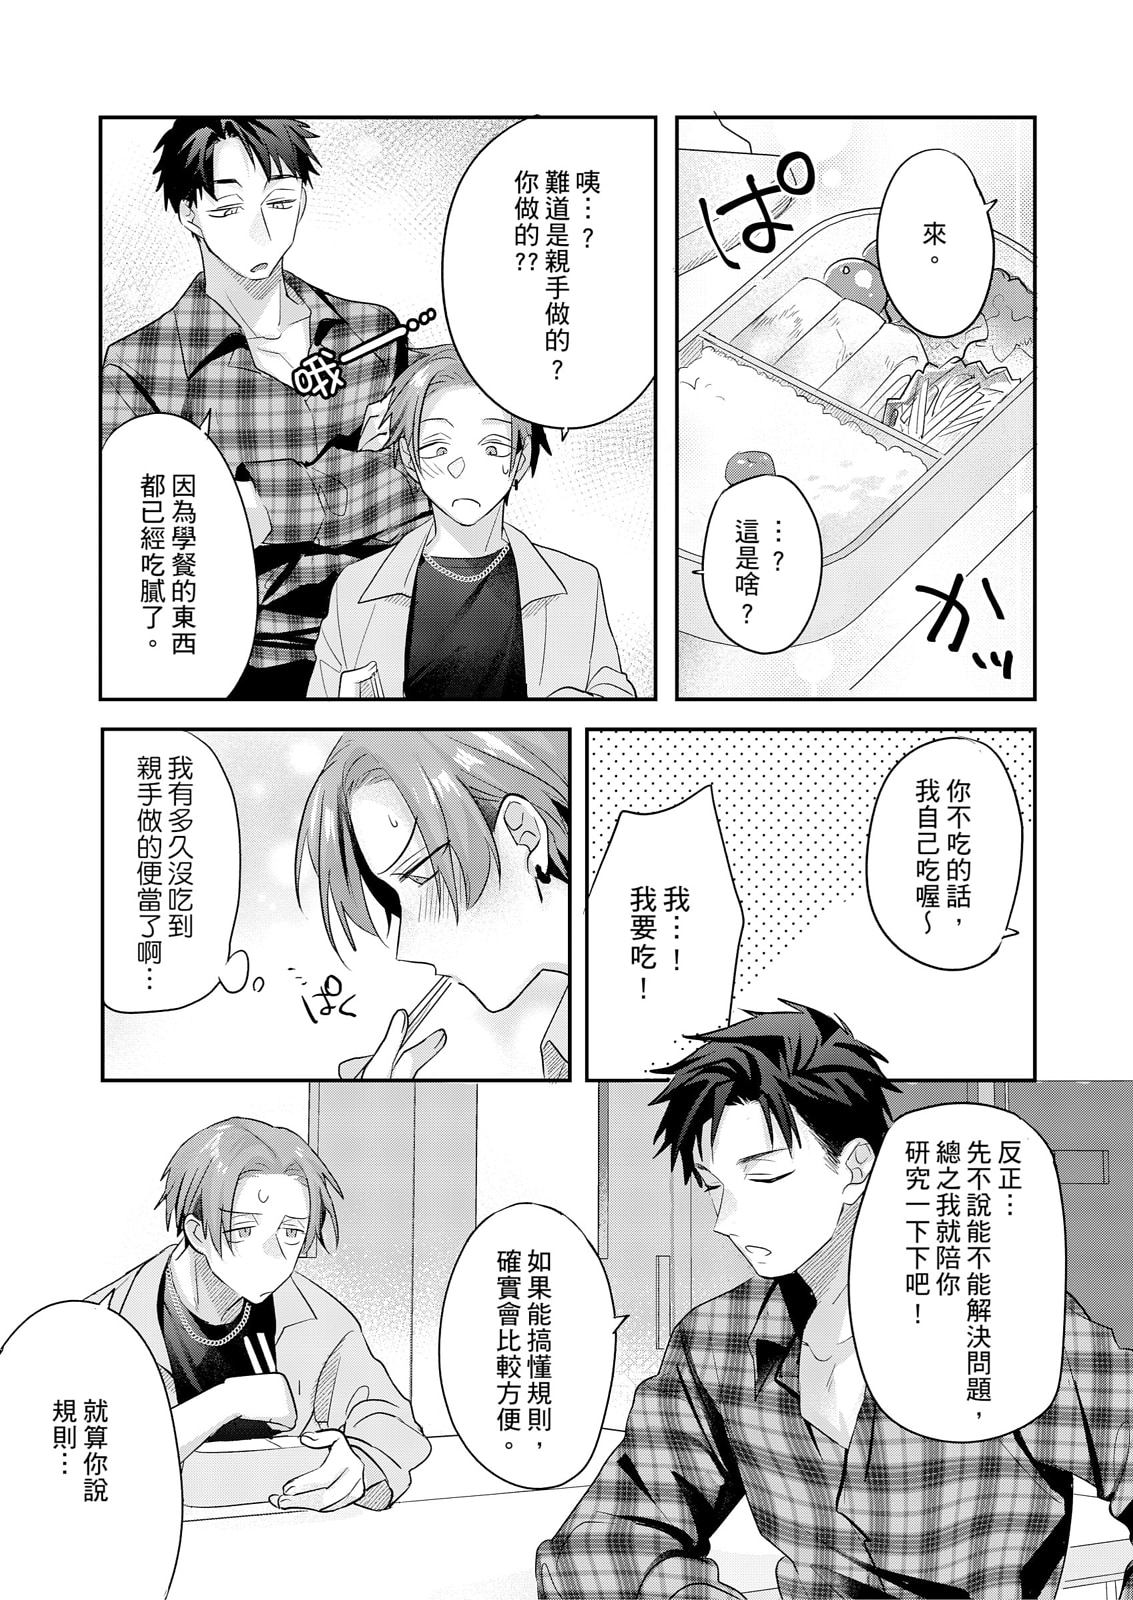 來。
ぱ
…？
這是啥？
カッ
咦…？
難道是親手做的？
你做的??
因為學餐的東西
都已經吃膩了。
你不吃的話，
我自己吃喔～
我…！
我要吃！
我有多久沒吃到
親手做的便當了啊…
ぱく
反正…
先不說能不能解決問題，
總之我就陪你
研究一下下吧！
如果能搞懂規則，
確實會比較方便。
就算你說
規則…